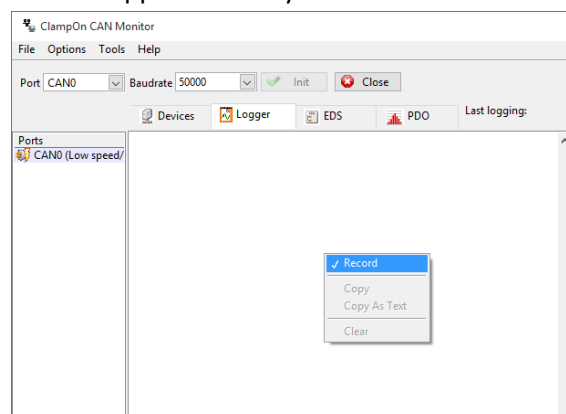 ClampOn CAN Monitor
File Options Tools Help
Port CAN0 Baudrate 50000 Init Close
Devices Logger EDS PDO Last logging:
Ports
CAN0 (Low speed/
Record
Copy
Copy As Text
Clear